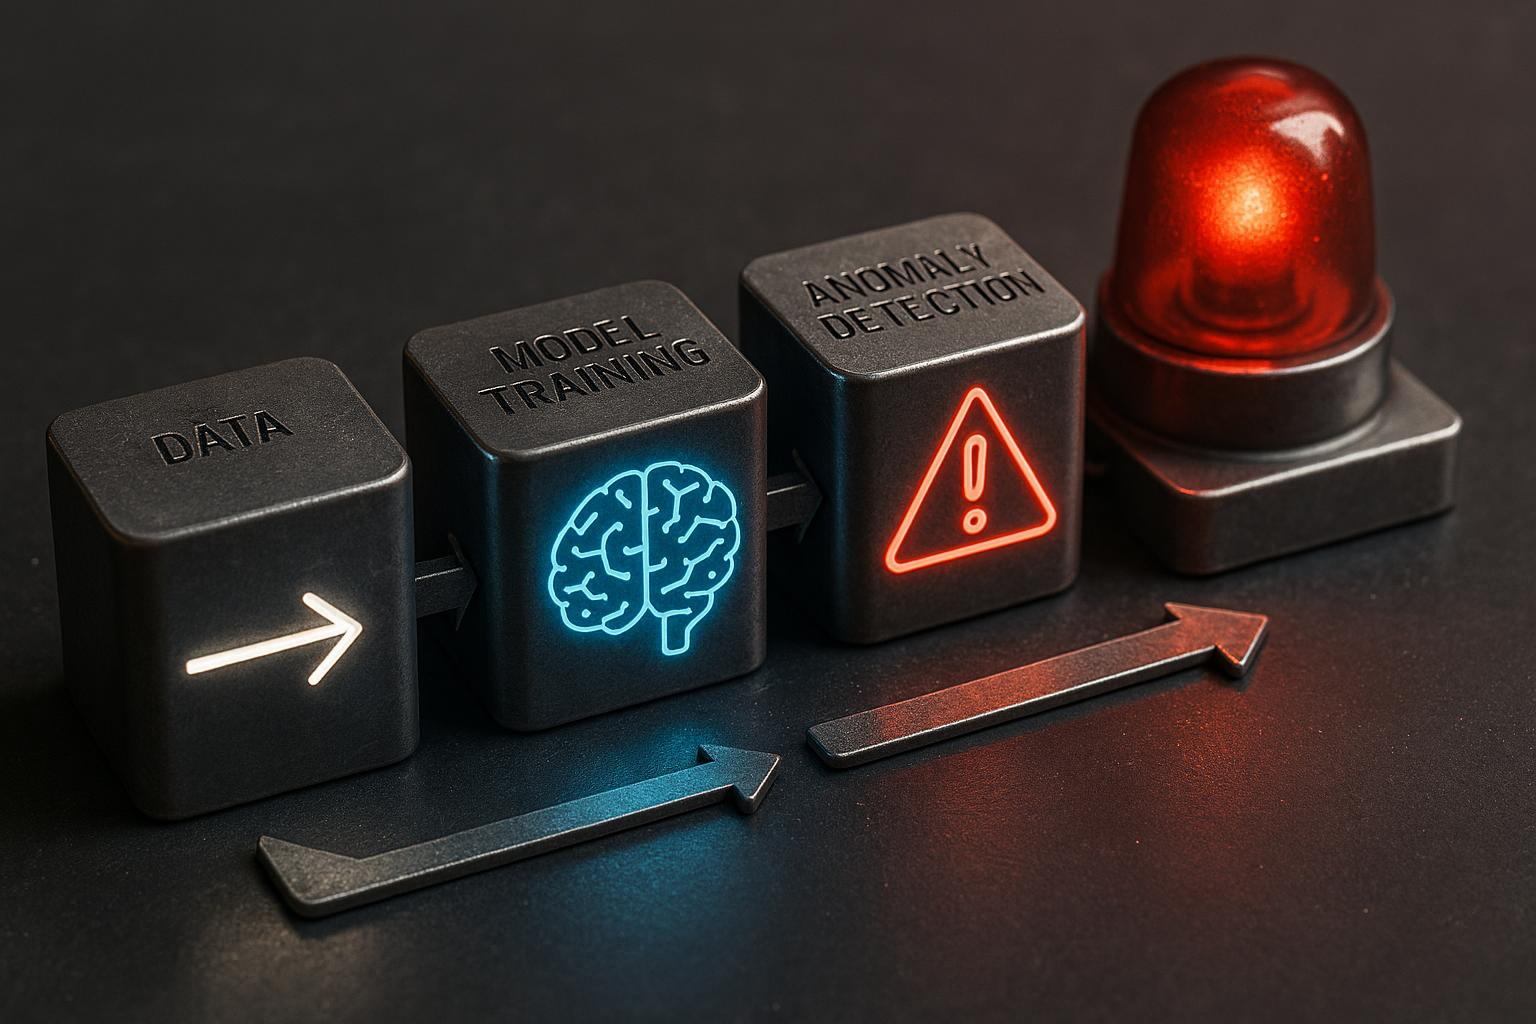 DATA
MODEL
TRAINING
ANOMALY
DETECTION